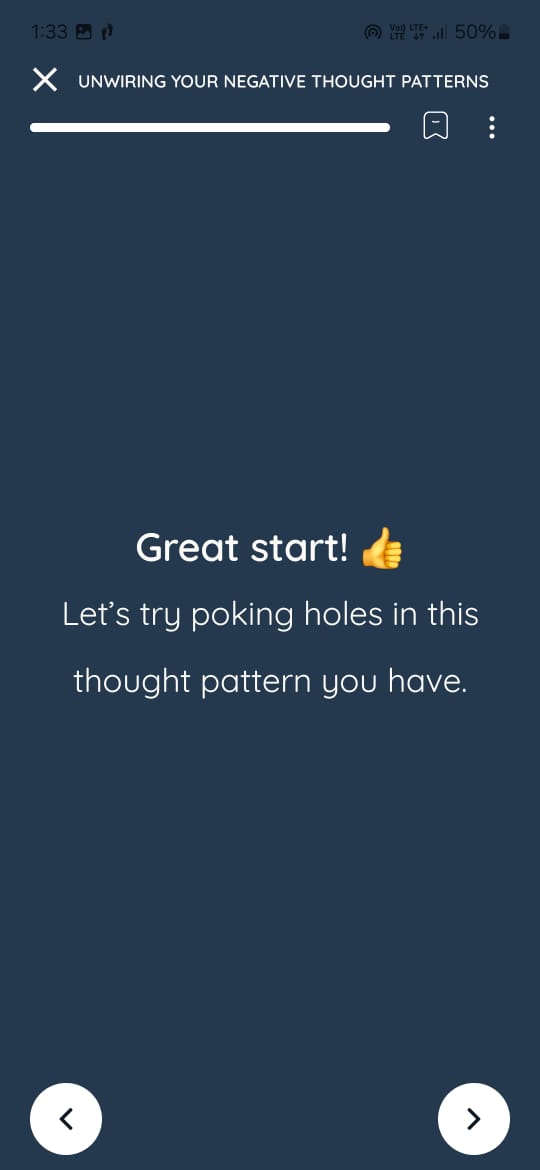 1:33 Vo) LTE+ LTE 50%
UNWIRING YOUR NEGATIVE THOUGHT PATTERNS
Great start! 👍
Let’s try poking holes in this
thought pattern you have.